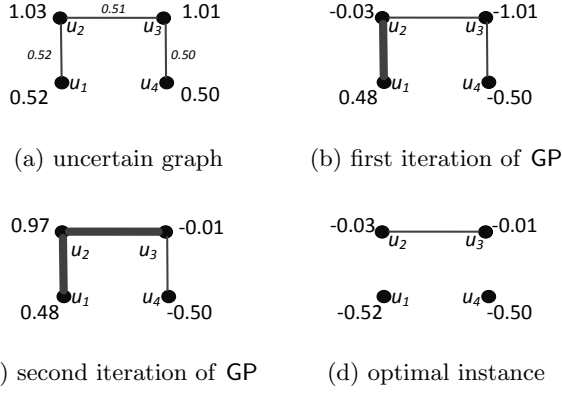 1.03 0.51 1.01
u2 u3
0.52 0.50
u1 u4
0.52 0.50
(a) uncertain graph
-0.03 -1.01
u2 u3
u1 u4
0.48 -0.50
(b) first iteration of GP
0.97 -0.01
u2 u3
u1 u4
0.48 -0.50
) second iteration of GP
-0.03 -0.01
u2 u3
u1 u4
-0.52 -0.50
(d) optimal instance